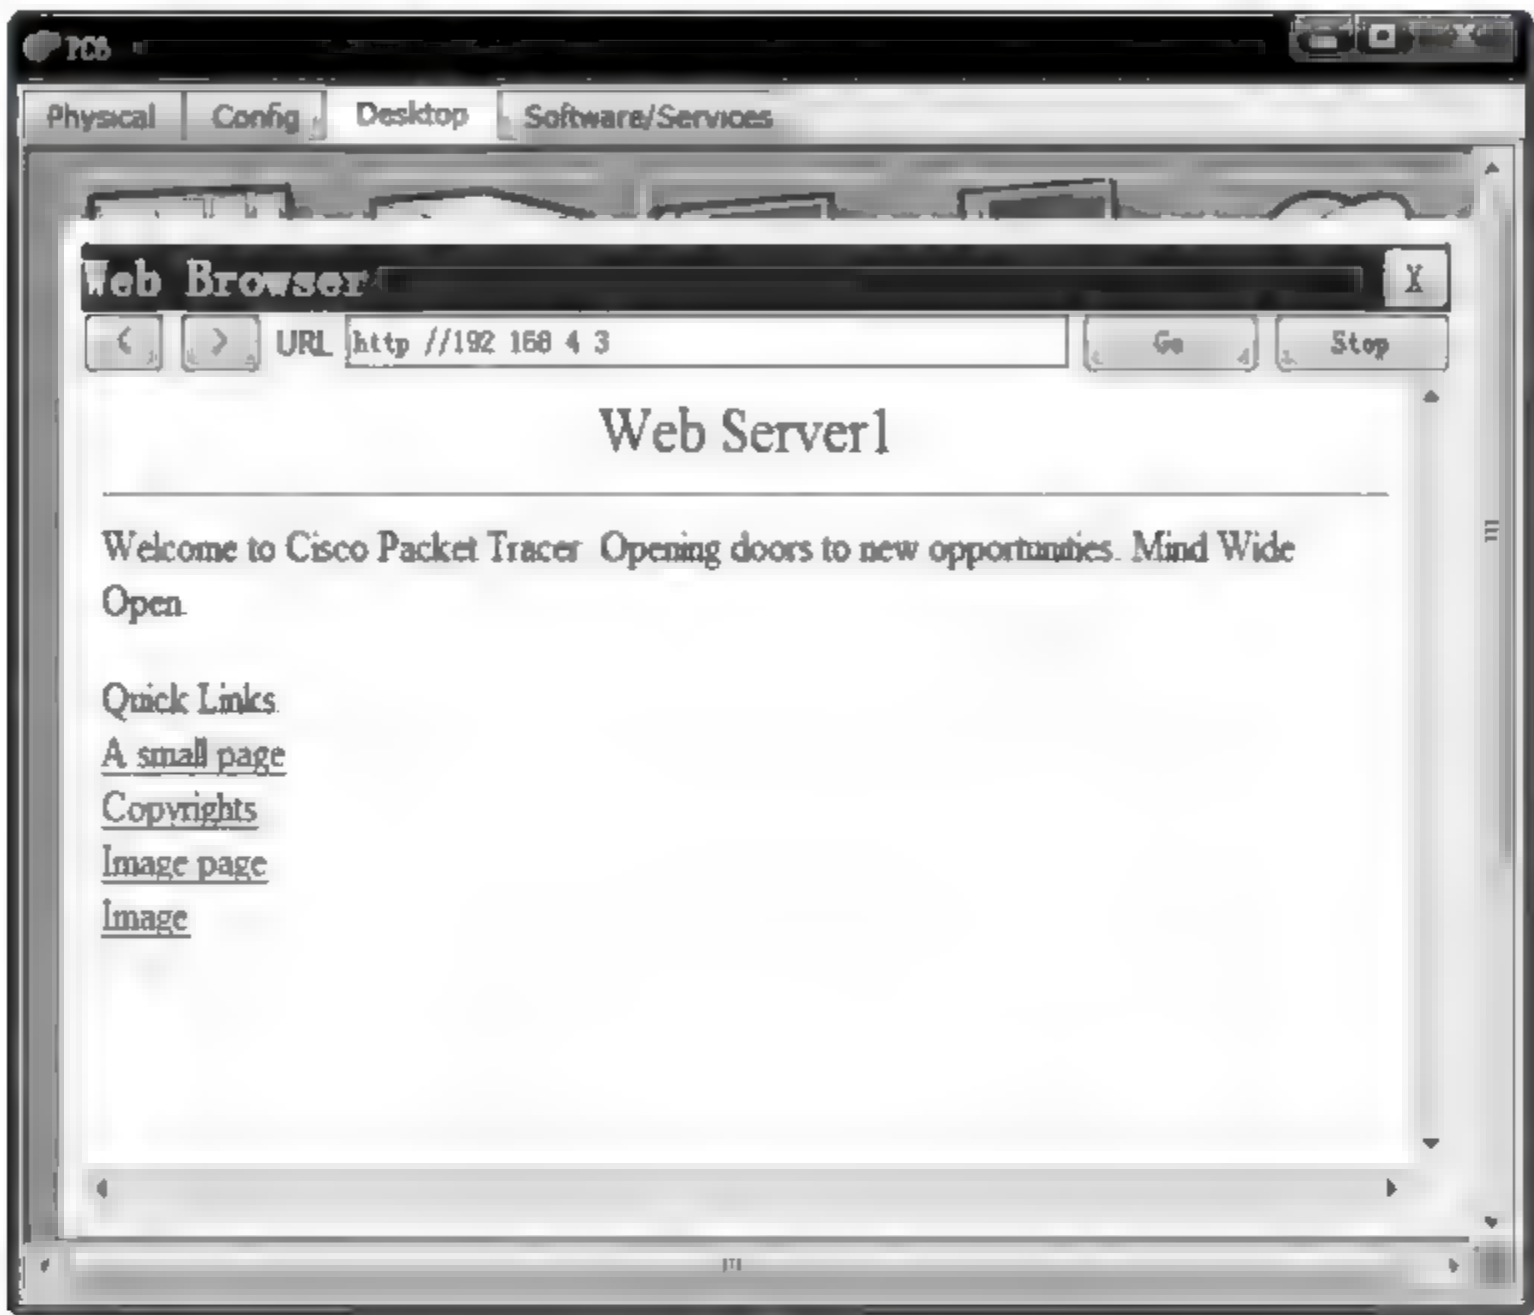 Physical Config Desktop Software/Services
Web Browser X
< > URL http //192 168 4 3 Go Stop
Web Server1
Welcome to Cisco Packet Tracer Opening doors to new opportunities. Mind Wide
Open
Quick Links
A small page
Copyrights
Image page
Image